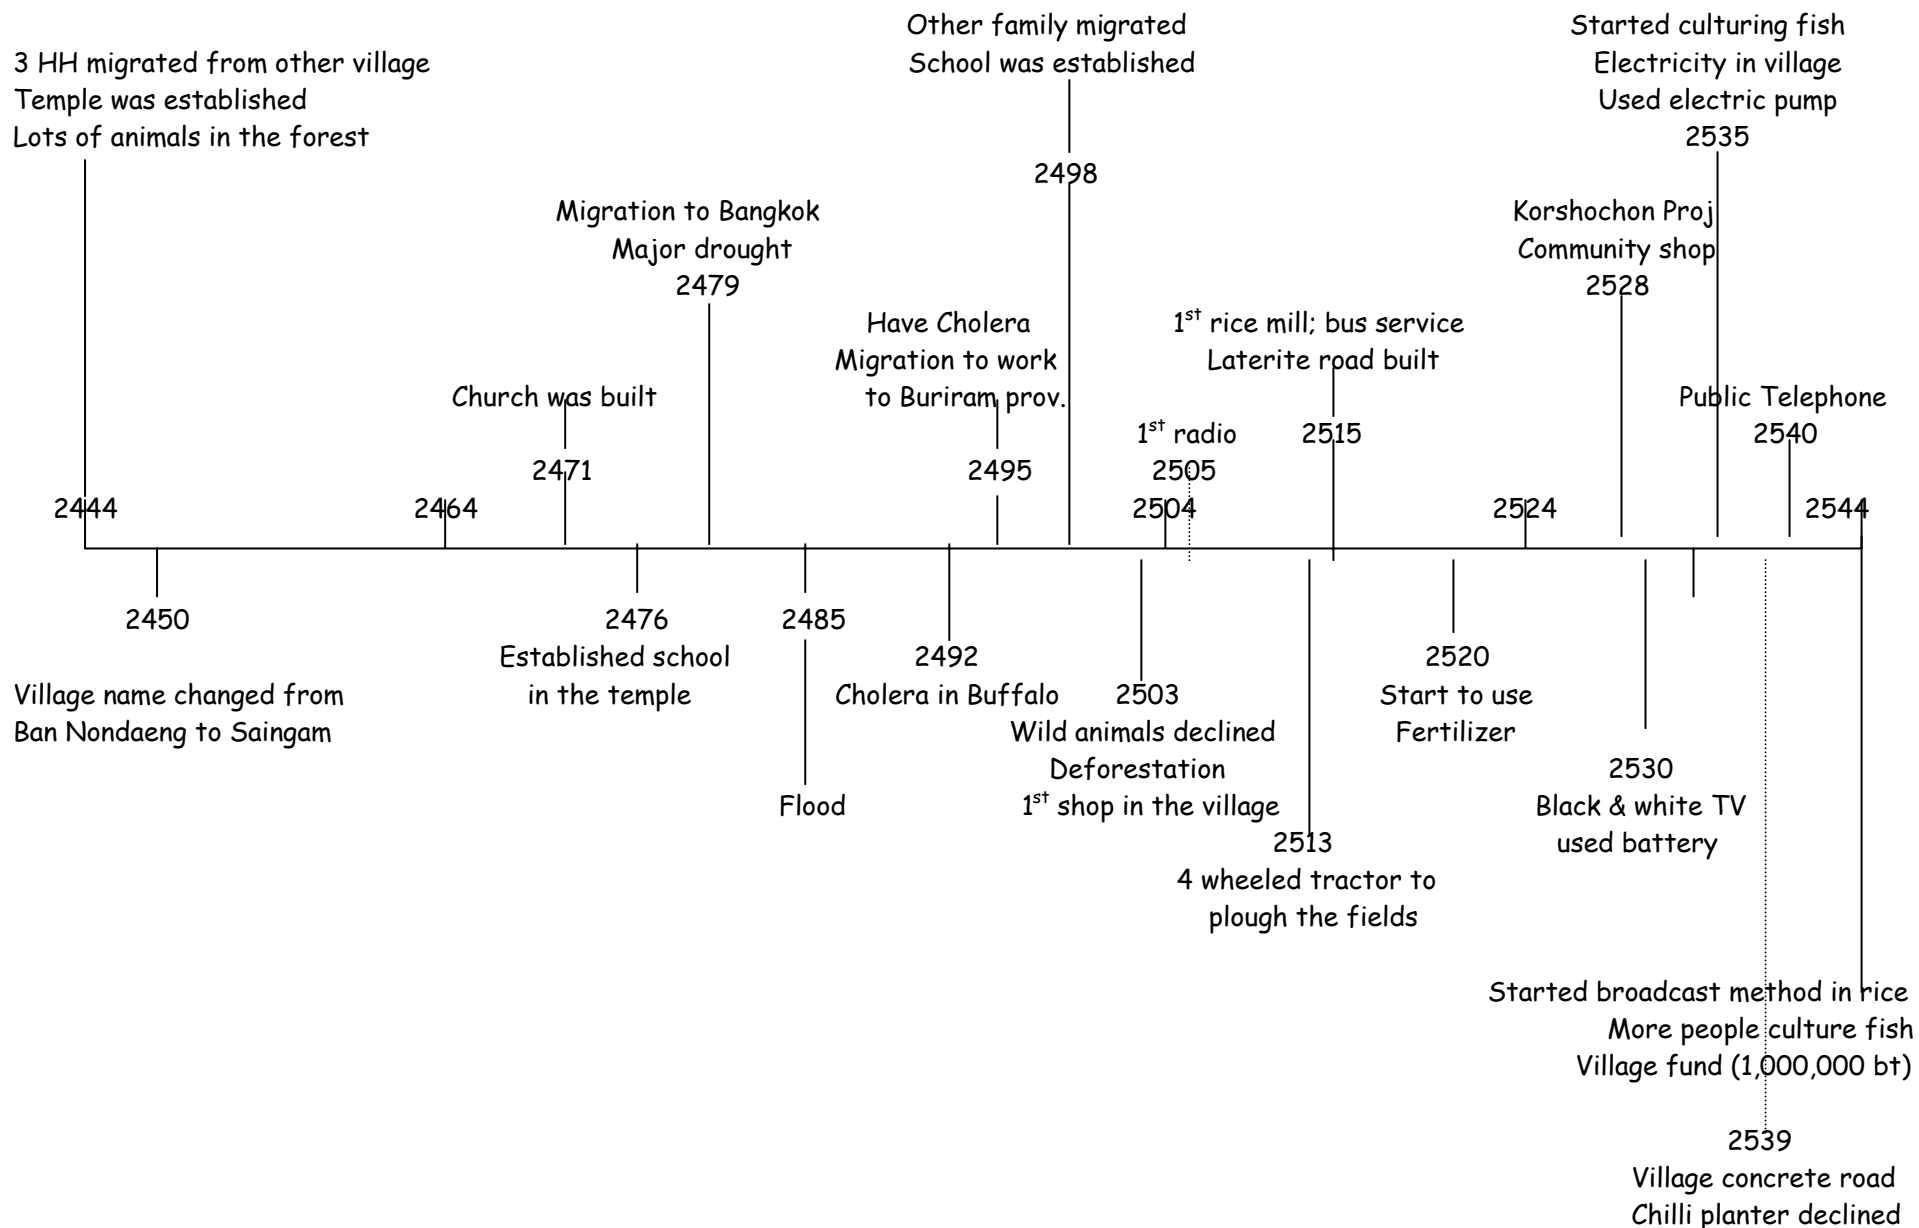 3 HH migrated from other village
Temple was established
Lots of animals in the forest
2444
2450
Village name changed from
Ban Nondaeng to Saingam
2464
Church was built
2471
2476
Established school
in the temple
Migration to Bangkok
Major drought
2479
2485
Flood
2492
Cholera in Buffalo
Have Cholera
Migration to work
to Buriram prov.
2495
Other family migrated
School was established
2498
2503
Wild animals declined
Deforestation
1st shop in the village
2504
1st radio
2505
2513
4 wheeled tractor to
plough the fields
1st rice mill; bus service
Laterite road built
2515
2520
Start to use
Fertilizer
2524
Korshochon Proj
Community shop
2528
2530
Black & white TV
used battery
Started culturing fish
Electricity in village
Used electric pump
2535
Public Telephone
2540
2544
Started broadcast method in rice
More people culture fish
Village fund (1,000,000 bt)
2539
Village concrete road
Chilli planter declined